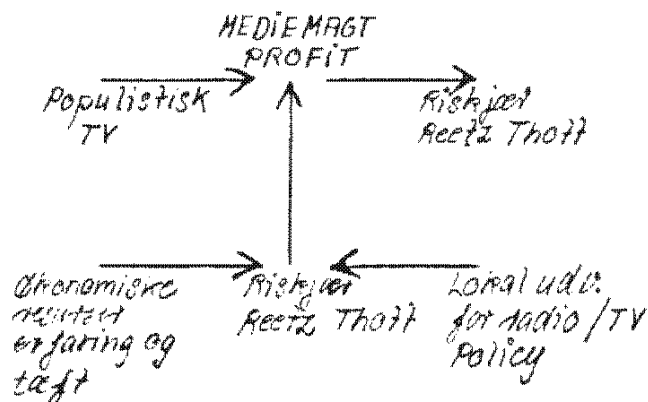 MEDIEMAGT
PROFIT
Populistisk
TV
Riskjær
Reetz Thott
Økonomiske
erfaring og
tæft
Riskjær
Reetz Thott
Lokal udv.
for radio/TV
Policy